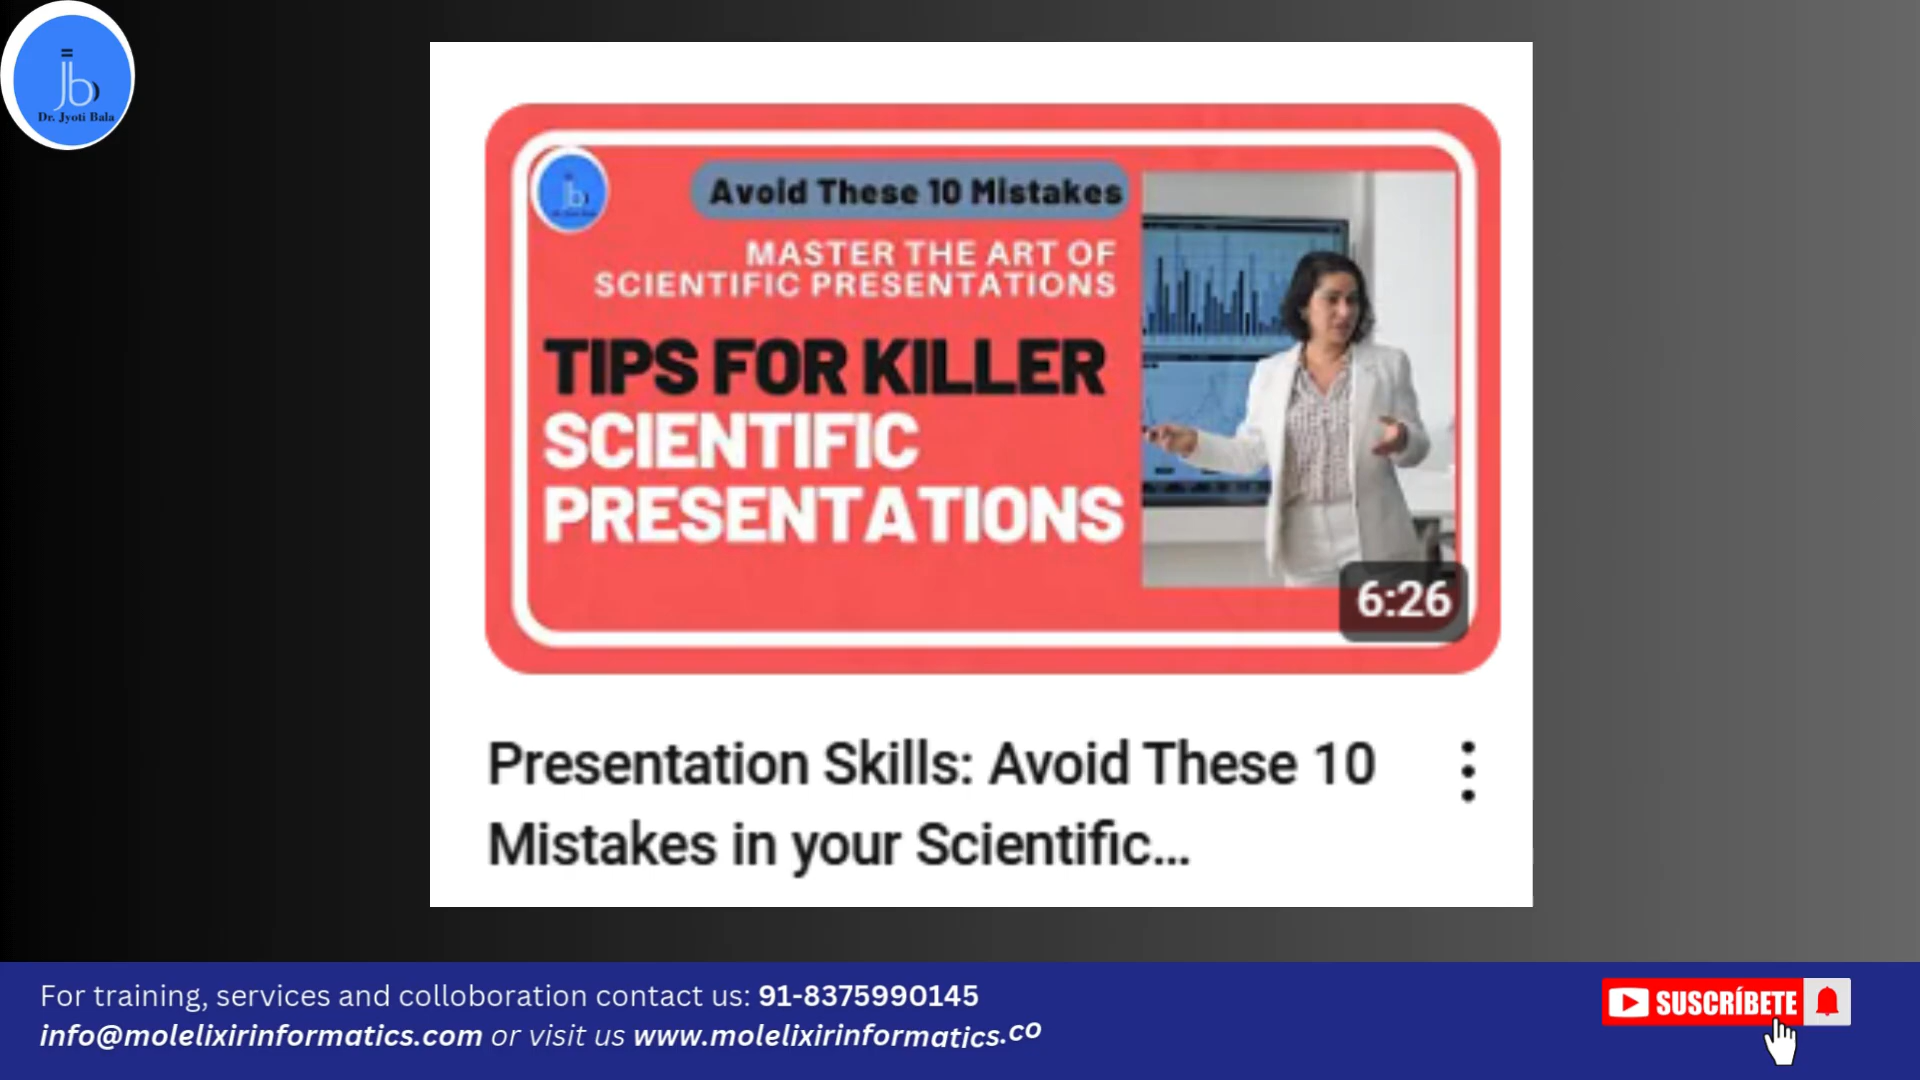 jb
Dr. Jyoti Bala
jb
Avoid These 10 Mistakes
MASTER THE ART OF
SCIENTIFIC PRESENTATIONS
TIPS FOR KILLER
SCIENTIFIC
PRESENTATIONS
6:26
Presentation Skills: Avoid These 10
Mistakes in your Scientific...
For training, services and colloboration contact us: 91-8375990145
info@molelixirinformatics.com or visit us www.molelixirinformatics.co
SUSCRÍBETE